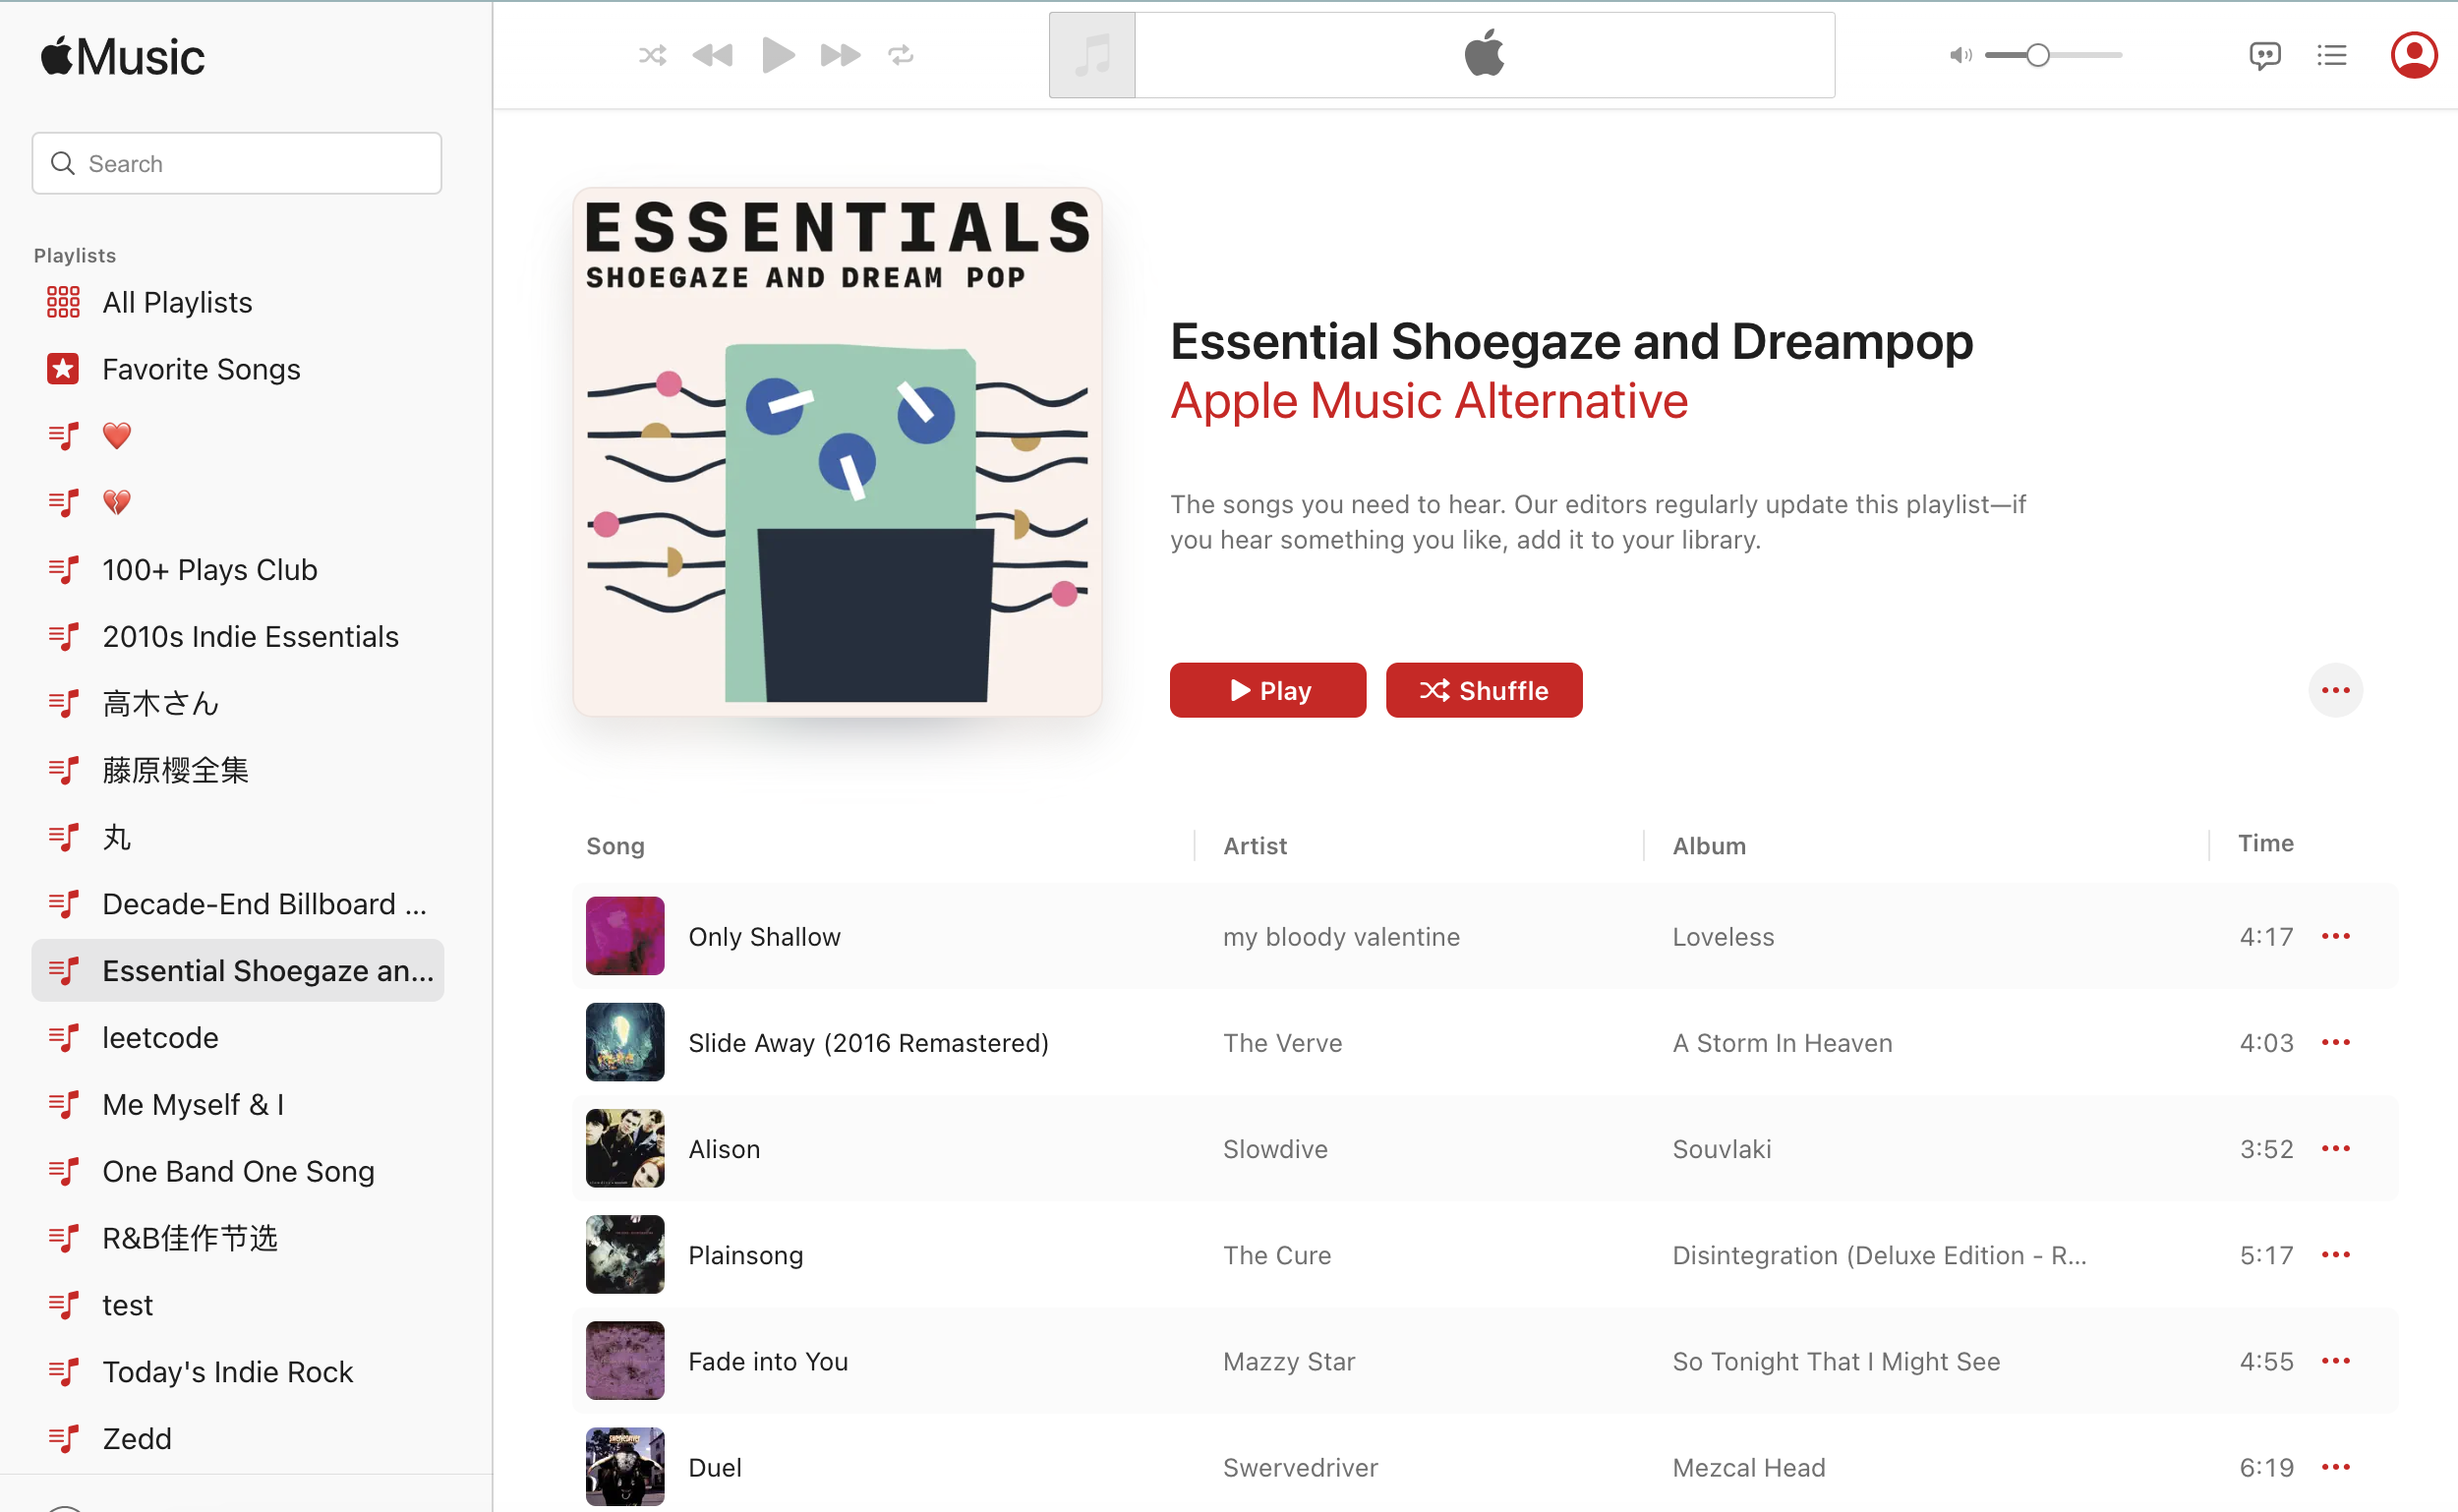 Music
Search
Playlists
All Playlists
Favorite Songs
❤️
💔
100+ Plays Club
2010s Indie Essentials
高木さん
藤原樱全集
丸
Decade-End Billboard ...
Essential Shoegaze an...
leetcode
Me Myself & I
One Band One Song
R&B佳作节选
test
Today's Indie Rock
Zedd
ESSENTIALS
SHOEGAZE AND DREAM POP
Essential Shoegaze and Dreampop
Apple Music Alternative
The songs you need to hear. Our editors regularly update this playlist—if
you hear something you like, add it to your library.
Play Shuffle
Song Artist Album Time
Only Shallow my bloody valentine Loveless 4:17
Slide Away (2016 Remastered) The Verve A Storm In Heaven 4:03
Alison Slowdive Souvlaki 3:52
Plainsong The Cure Disintegration (Deluxe Edition - R... 5:17
Fade into You Mazzy Star So Tonight That I Might See 4:55
Duel Swervedriver Mezcal Head 6:19